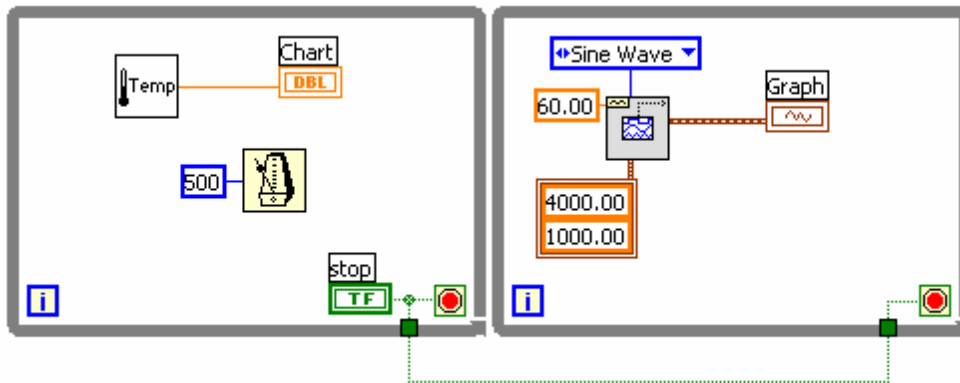 Chart
Temp
DBL
500
stop
TF
i
Sine Wave
60.00
Graph
4000.00
1000.00
i